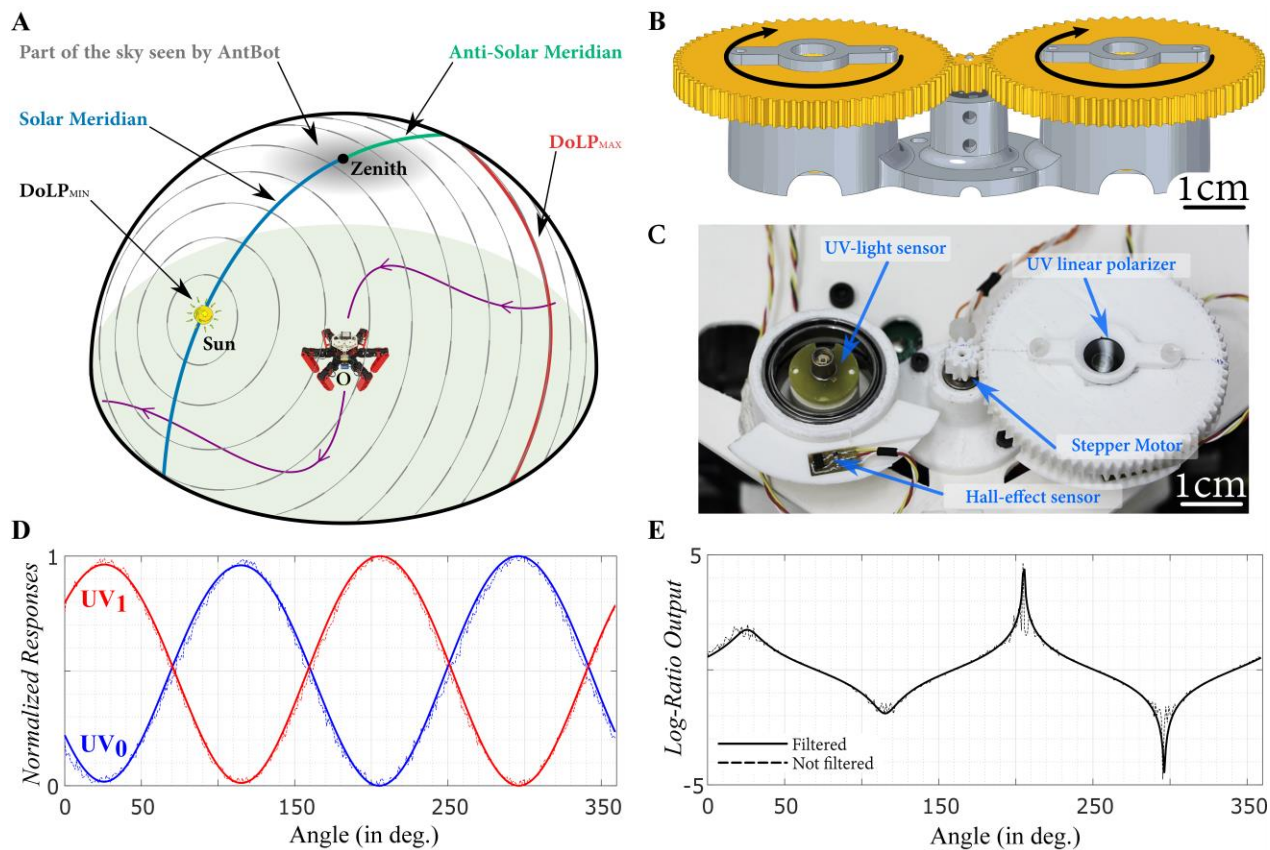 A
Part of the sky seen by AntBot
Anti-Solar Meridian
Solar Meridian
DoLPMAX
Zenith
DoLPMIN
Sun
O
B
1cm
C
UV-light sensor
UV linear polarizer
Stepper Motor
Hall-effect sensor
1cm
D
Normalized Responses
1
UV1
UV0
0
0 50 150 250 350
Angle (in deg.)
E
Log-Ratio Output
5
Filtered
Not filtered
-5
0 50 150 250 350
Angle (in deg.)